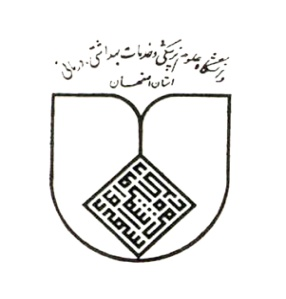 دانشگاه علوم پزشکی و خدمات بهداشتی، درمانی
استان اصفهان